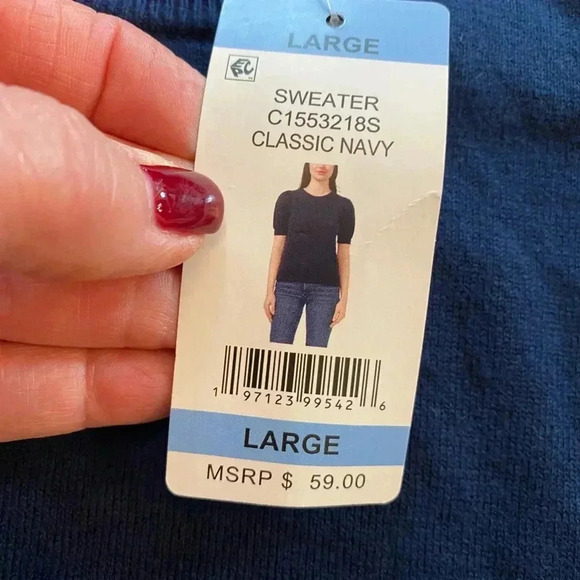 LARGE
SWEATER
C1553218S
CLASSIC NAVY
1 97123 99542 6
LARGE
MSRP $ 59.00